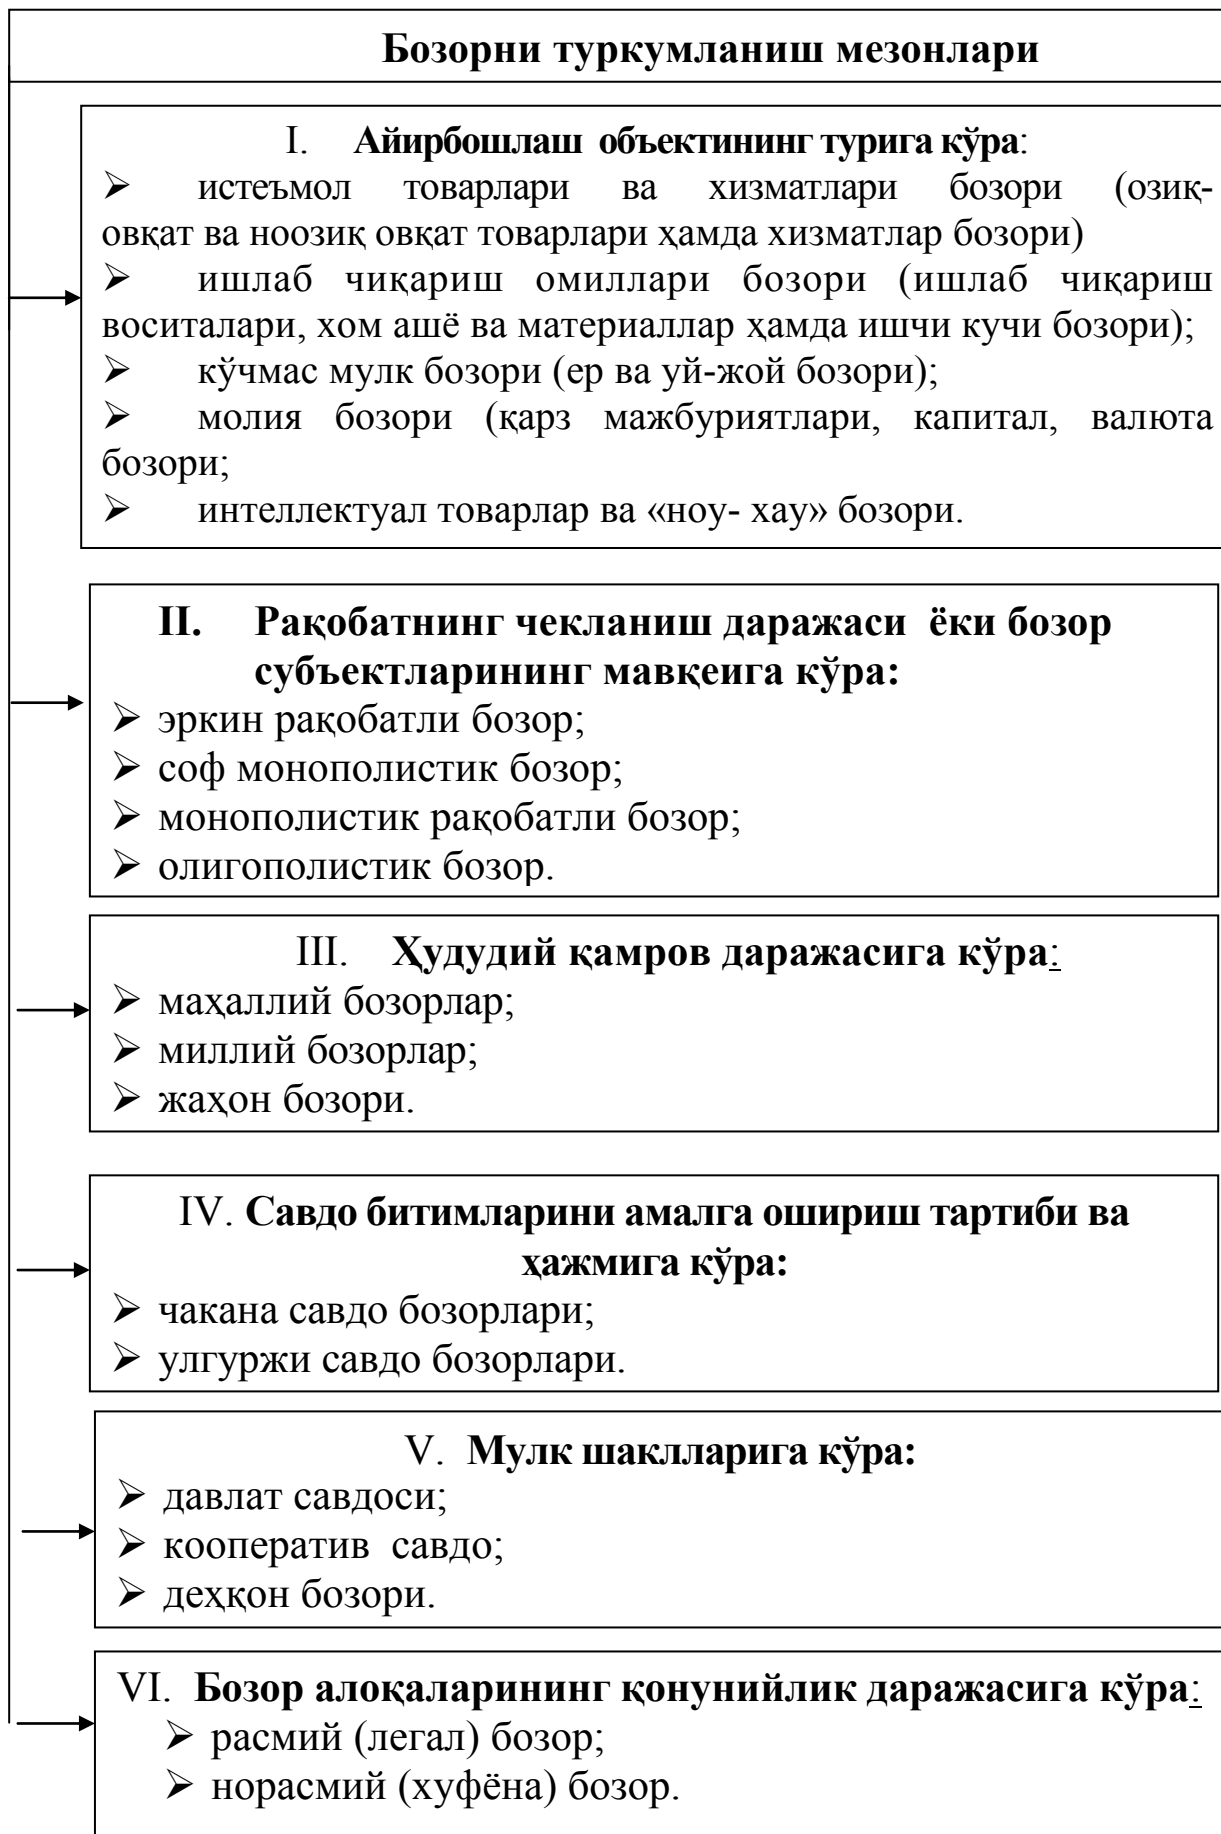 Бозорни туркумланиш мезонлари
I. Айирбошлаш объектининг турига кўра:
➢ истеъмол товарлари ва хизматлари бозори (озиқ-
овқат ва ноозиқ овқат товарлари ҳамда хизматлар бозори)
➢ ишлаб чиқариш омиллари бозори (ишлаб чиқариш
воситалари, хом ашё ва материаллар ҳамда ишчи кучи бозори);
➢ кўчмас мулк бозори (ер ва уй-жой бозори);
➢ молия бозори (қарз мажбуриятлари, капитал, валюта
бозори;
➢ интеллектуал товарлар ва «ноу- хау» бозори.
II. Рақобатнинг чекланиш даражаси ёки бозор
субъектларининг мавқеига кўра:
➢ эркин рақобатли бозор;
➢ соф монополистик бозор;
➢ монополистик рақобатли бозор;
➢ олигополистик бозор.
III. Ҳудудий қамров даражасига кўра:
➢ маҳаллий бозорлар;
➢ миллий бозорлар;
➢ жаҳон бозори.
IV. Савдо битимларини амалга ошириш тартиби ва
ҳажмига кўра:
➢ чакана савдо бозорлари;
➢ улгуржи савдо бозорлари.
V. Мулк шаклларига кўра:
➢ давлат савдоси;
➢ кооператив савдо;
➢ деҳқон бозори.
VI. Бозор алоқаларининг қонунийлик даражасига кўра:
➢ расмий (легал) бозор;
➢ норасмий (хуфёна) бозор.